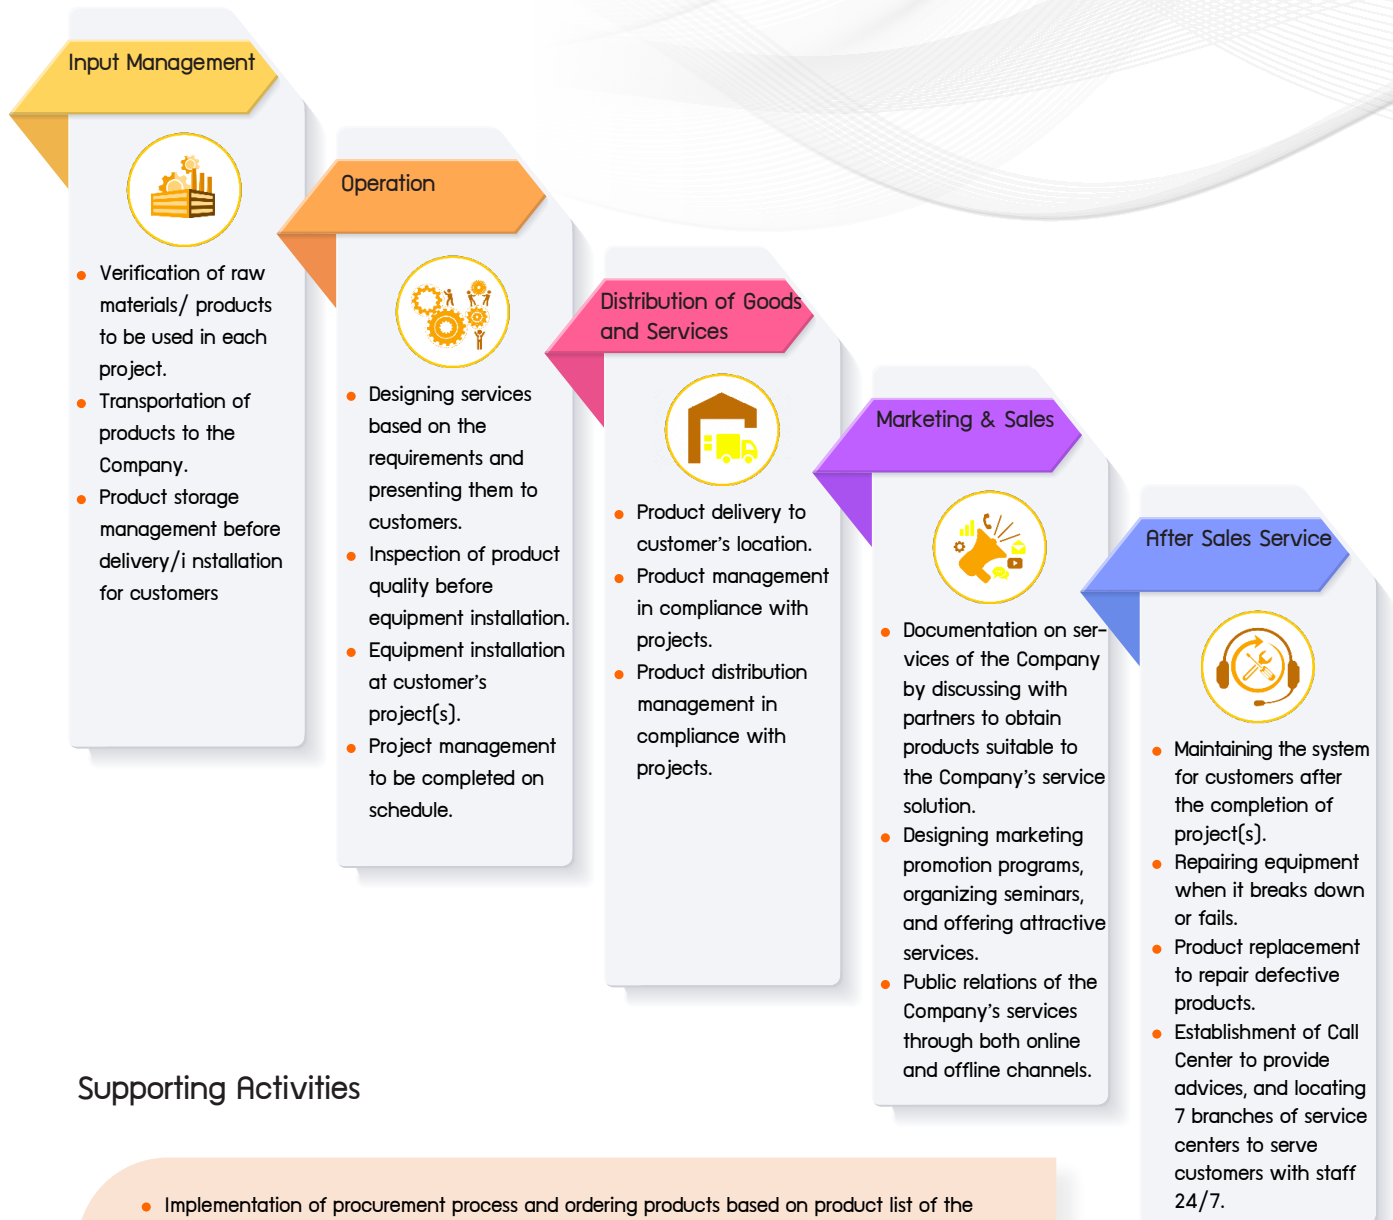 Input Management
Verification of raw
materials/ products
to be used in each
project.
Transportation of
products to the
Company.
Product storage
management before
delivery/i nstallation
for customers
Operation
Designing services
based on the
requirements and
presenting them to
customers.
Inspection of product
quality before
equipment installation.
Equipment installation
at customer's
project(s).
Project management
to be completed on
schedule.
Distribution of Goods
and Services
Product delivery to
customer's location.
Product management
in compliance with
projects.
Product distribution
management in
compliance with
projects.
Marketing & Sales
Documentation on ser-
vices of the Company
by discussing with
partners to obtain
products suitable to
the Company's service
solution.
Designing marketing
promotion programs,
organizing seminars,
and offering attractive
services.
Public relations of the
Company's services
through both online
and offline channels.
After Sales Service
Maintaining the system
for customers after
the completion of
project(s).
Repairing equipment
when it breaks down
or fails.
Product replacement
to repair defective
products.
Establishment of Call
Center to provide
advices, and locating
7 branches of service
centers to serve
customers with staff
24/7.
Supporting Activities
Implementation of procurement process and ordering products based on product list of the